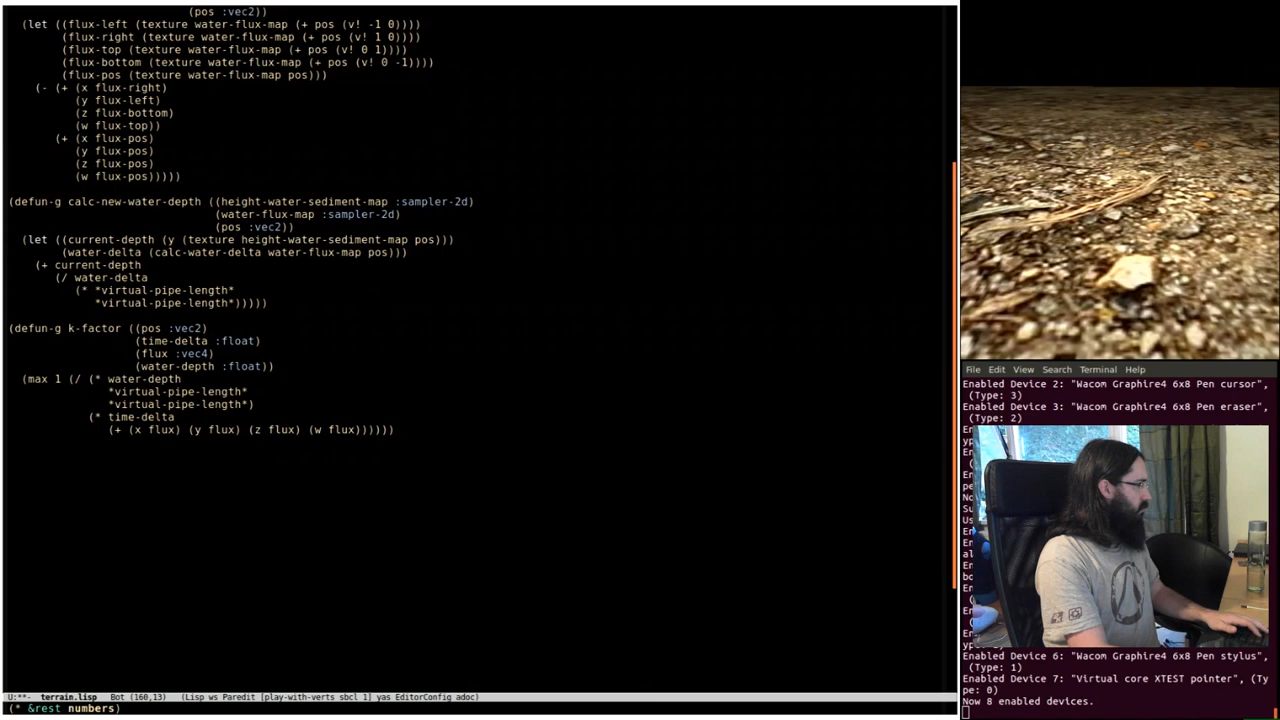 (pos :vec2))
(let ((flux-left (texture water-flux-map (+ pos (v! -1 0))))
(flux-right (texture water-flux-map (+ pos (v! 1 0))))
(flux-top (texture water-flux-map (+ pos (v! 0 1))))
(flux-bottom (texture water-flux-map (+ pos (v! 0 -1))))
(flux-pos (texture water-flux-map pos)))
(- (+ (x flux-right)
(y flux-left)
(z flux-bottom)
(w flux-top))
(+ (x flux-pos)
(y flux-pos)
(z flux-pos)
(w flux-pos)))))
(defun-g calc-new-water-depth ((height-water-sediment-map :sampler-2d)
(water-flux-map :sampler-2d)
(pos :vec2))
(let ((current-depth (y (texture height-water-sediment-map pos)))
(water-delta (calc-water-delta water-flux-map pos)))
(+ current-depth
(/ water-delta
(* *virtual-pipe-length*
*virtual-pipe-length*)))))
(defun-g k-factor ((pos :vec2)
(time-delta :float)
(flux :vec4)
(water-depth :float))
(max 1 (/ (* water-depth
*virtual-pipe-length*
*virtual-pipe-length*)
(* time-delta
(+ (x flux) (y flux) (z flux) (w flux))))))
U:**- terrain.lisp Bot (160,13) (Lisp ws Paredit [play-with-verts sbcl 1] yas EditorConfig adoc)
(* &rest numbers)
File Edit View Search Terminal Help
Enabled Device 2: "Wacom Graphire4 6x8 Pen cursor",
(Type: 3)
Enabled Device 3: "Wacom Graphire4 6x8 Pen eraser",
(Type: 2)
Enabled Device 6: "Wacom Graphire4 6x8 Pen stylus",
(Type: 1)
Enabled Device 7: "Virtual core XTEST pointer", (Ty
pe: 0)
Now 8 enabled devices.